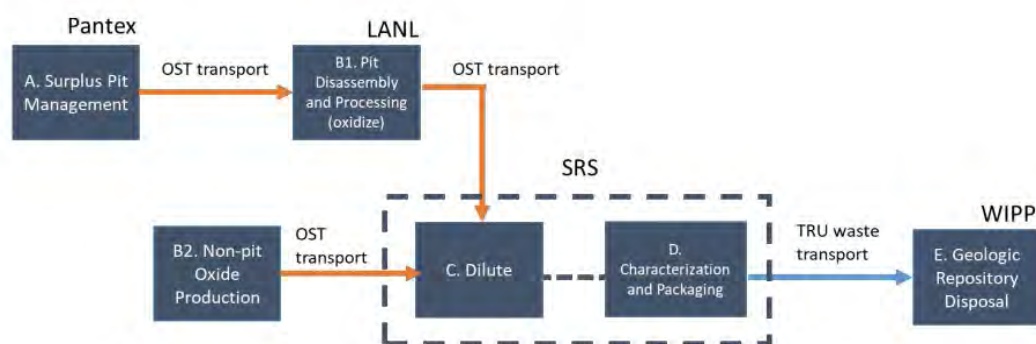 Pantex
A. Surplus Pit
Management
OST transport
LANL
B1. Pit
Disassembly
and Processing
(oxidize)
OST transport
SRS
B2. Non-pit
Oxide
Production
OST
transport
C. Dilute
D.
Characterization
and Packaging
TRU waste
transport
WIPP
E. Geologic
Repository
Disposal